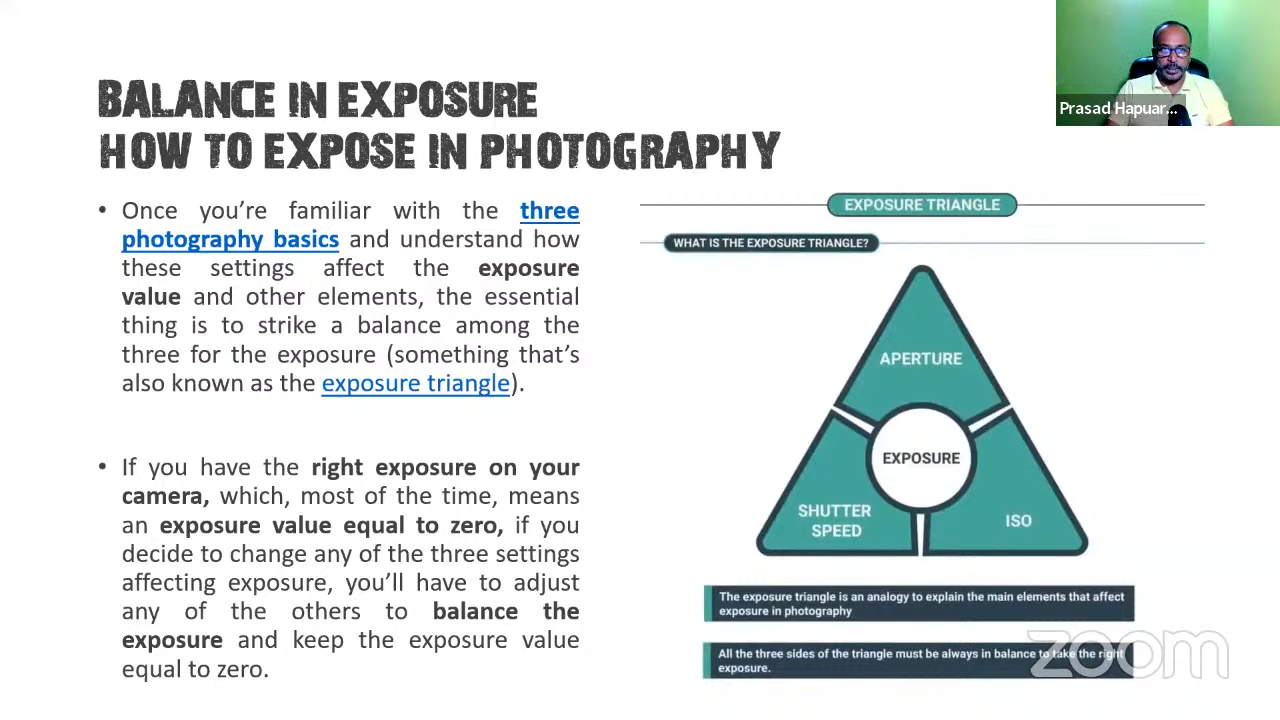 BALANCE IN EXPOSURE
HOW TO EXPOSE IN PHOTOGRAPHY
Prasad Hapuar...
• Once you're familiar with the three
photography basics and understand how
these settings affect the exposure
value and other elements, the essential
thing is to strike a balance among the
three for the exposure (something that's
also known as the exposure triangle).
• If you have the right exposure on your
camera, which, most of the time, means
an exposure value equal to zero, if you
decide to change any of the three settings
affecting exposure, you'll have to adjust
any of the others to balance the
exposure and keep the exposure value
equal to zero.
EXPOSURE TRIANGLE
WHAT IS THE EXPOSURE TRIANGLE?
APERTURE
EXPOSURE
SHUTTER
SPEED
ISO
The exposure triangle is an analogy to explain the main elements that affect
exposure in photography
All the three sides of the triangle must be always in balance to take the right
exposure.
zoom